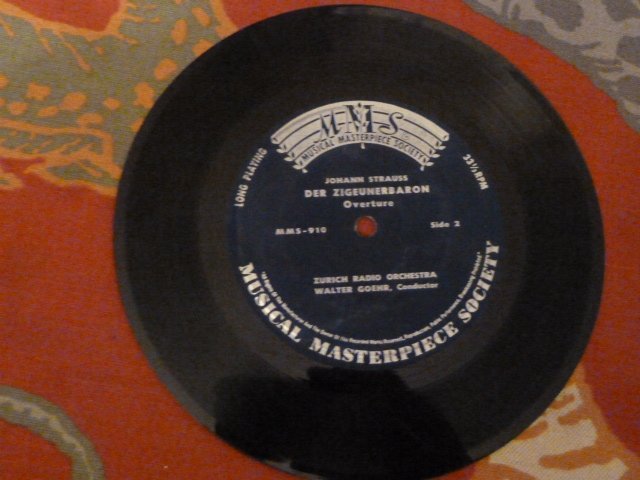 MMS
MUSICAL MASTERPIECE SOCIETY
LONG PLAYING
33⅓ RPM
JOHANN STRAUSS
DER ZIGEUNERBARON
Overture
MMS-910
Side 2
ZURICH RADIO ORCHESTRA
WALTER GOEHR, Conductor
MUSICAL MASTERPIECE SOCIETY